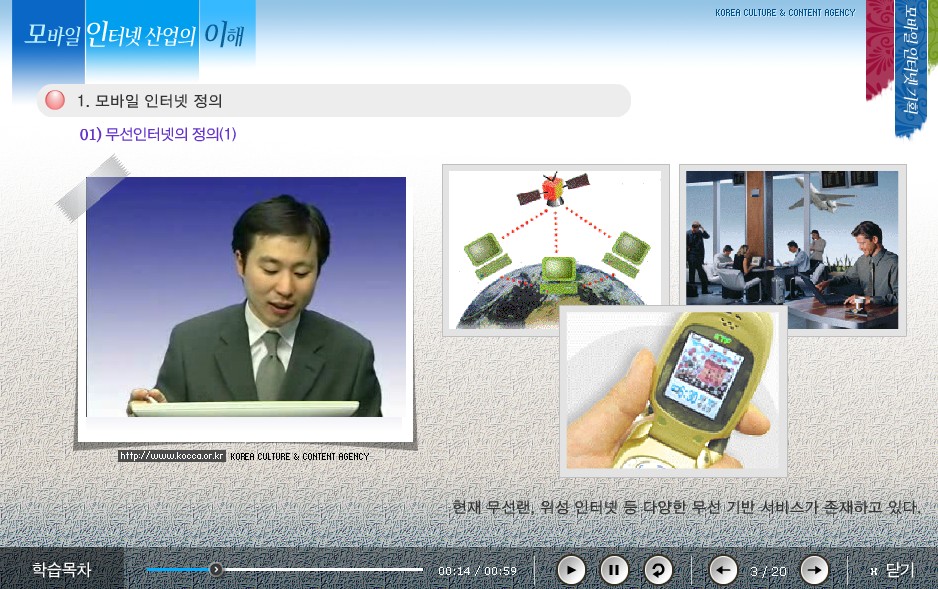 모바일 인터넷 산업의 이해
KOREA CULTURE & CONTENT AGENCY
모바일 인터넷 기획
1. 모바일 인터넷 정의
01) 무선인터넷의 정의(1)
KTF
http://www.kocca.or.kr KOREA CULTURE & CONTENT AGENCY
현재 무선랜, 위성 인터넷 등 다양한 무선 기반 서비스가 존재하고 있다.
학습목차
00:14 / 00:59
3 / 20
x 닫기